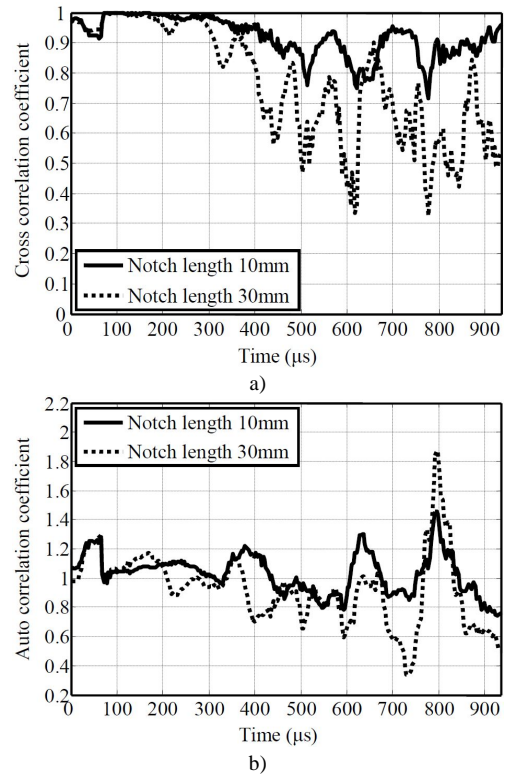 1
0.9
0.8
0.7
0.6
0.5
0.4
0.3
0.2
0.1
0
Cross correlation coefficient
Notch length 10mm
Notch length 30mm
0 100 200 300 400 500 600 700 800 900
Time (μs)
a)
2.2
2
1.8
1.6
1.4
1.2
1
0.8
0.6
0.4
0.2
Auto correlation coefficient
Notch length 10mm
Notch length 30mm
0 100 200 300 400 500 600 700 800 900
Time (μs)
b)